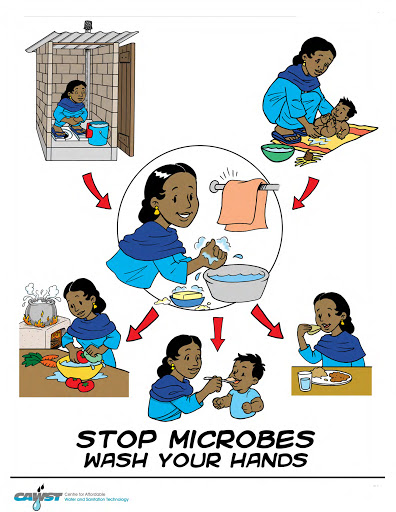 STOP MICROBES
WASH YOUR HANDS
CAWST Centre for Affordable
Water and Sanitation Technology